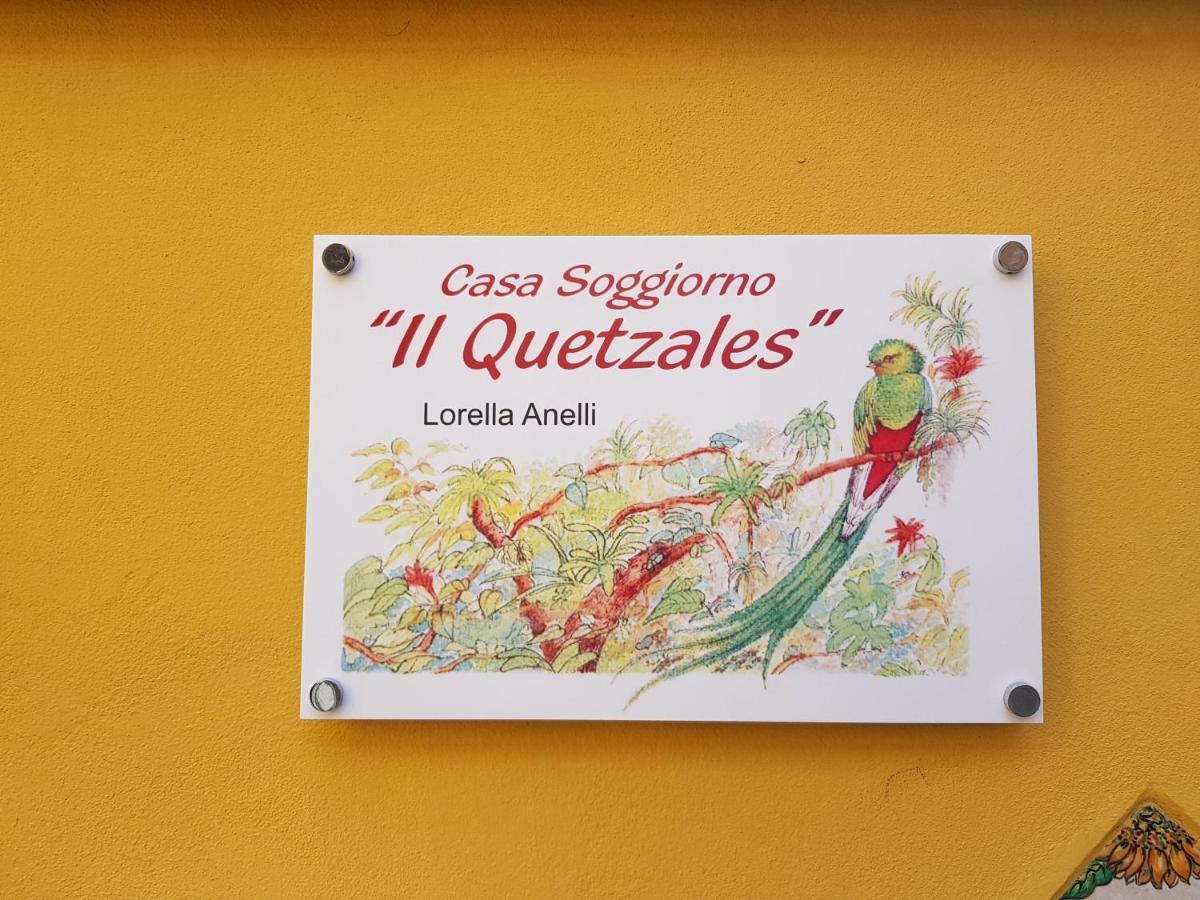 Casa Soggiorno
“Il Quetzales”
Lorella Anelli